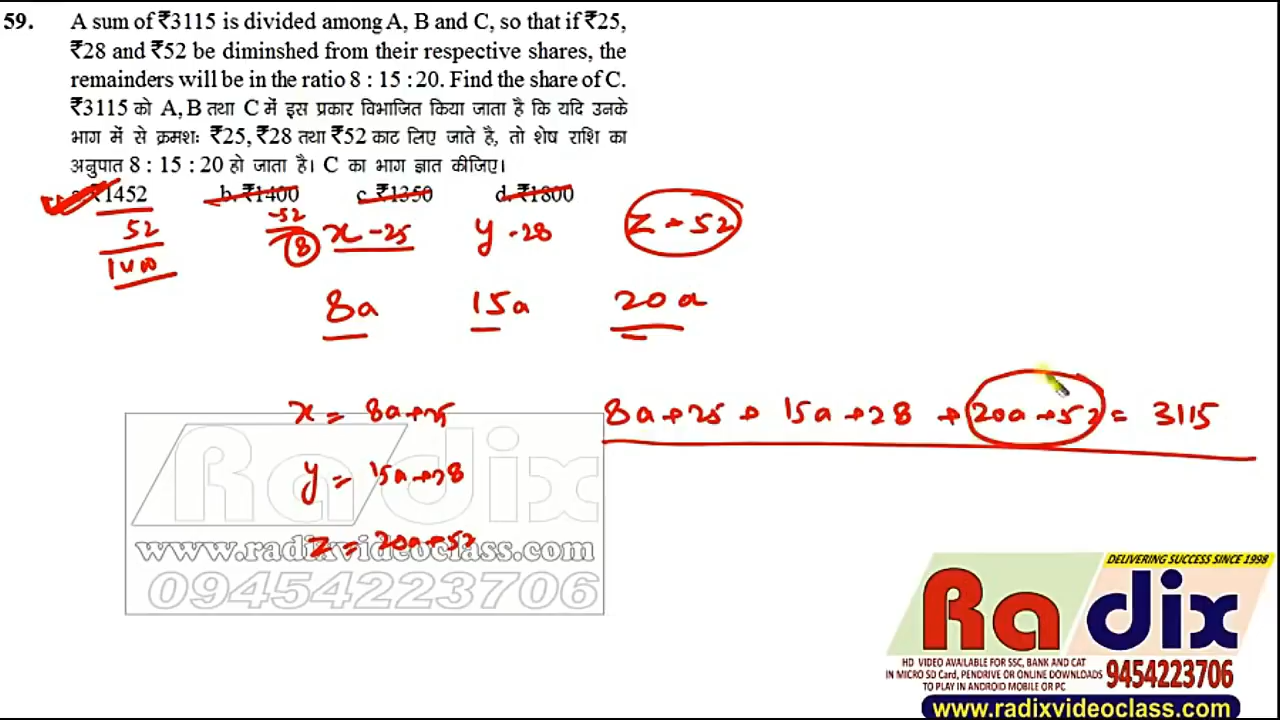 59. A sum of ₹3115 is divided among A, B and C, so that if ₹25,
₹28 and ₹52 be diminshed from their respective shares, the
remainders will be in the ratio 8 : 15 : 20. Find the share of C.
₹3115 को A, B तथा C में इस प्रकार विभाजित किया जाता है कि यदि उनके
भाग में से क्रमशः ₹25, ₹28 तथा ₹52 काट लिए जाते है, तो शेष राशि का
अनुपात 8 : 15 : 20 हो जाता है। C का भाग ज्ञात कीजिए।
₹1452 b. ₹1400 c. ₹1350 d. ₹1800
52
1400
-52
8
x - 25 y - 28 z - 52
8a 15a 20a
x = 8a+25
8a+25 + 15a+28 + 20a+52 = 3115
y = 15a+28
z = 20a+52
Radix
www.radixvideoclass.com
09454223706
DELIVERING SUCCESS SINCE 1998
Radix
HD VIDEO AVAILABLE FOR SSC, BANK AND CAT
IN MICRO SD Card, PENDRIVE OR ONLINE DOWNLOADS
TO PLAY IN ANDROID MOBILE OR PC
9454223706
www.radixvideoclass.com